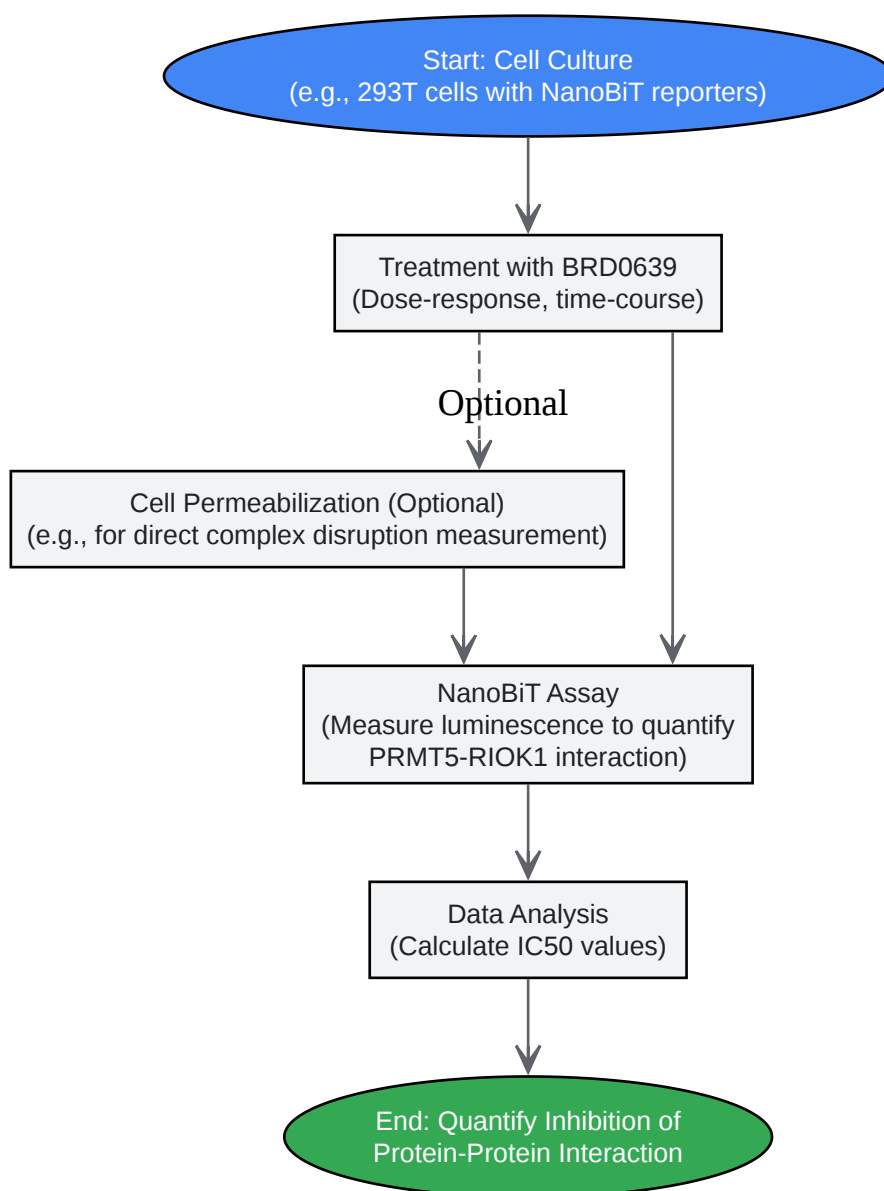 Start: Cell Culture
(e.g., 293T cells with NanoBiT reporters)
Treatment with BRD0639
(Dose-response, time-course)
Optional
Cell Permeabilization (Optional)
(e.g., for direct complex disruption measurement)
NanoBiT Assay
(Measure luminescence to quantify
PRMT5-RIOK1 interaction)
Data Analysis
(Calculate IC50 values)
End: Quantify Inhibition of
Protein-Protein Interaction